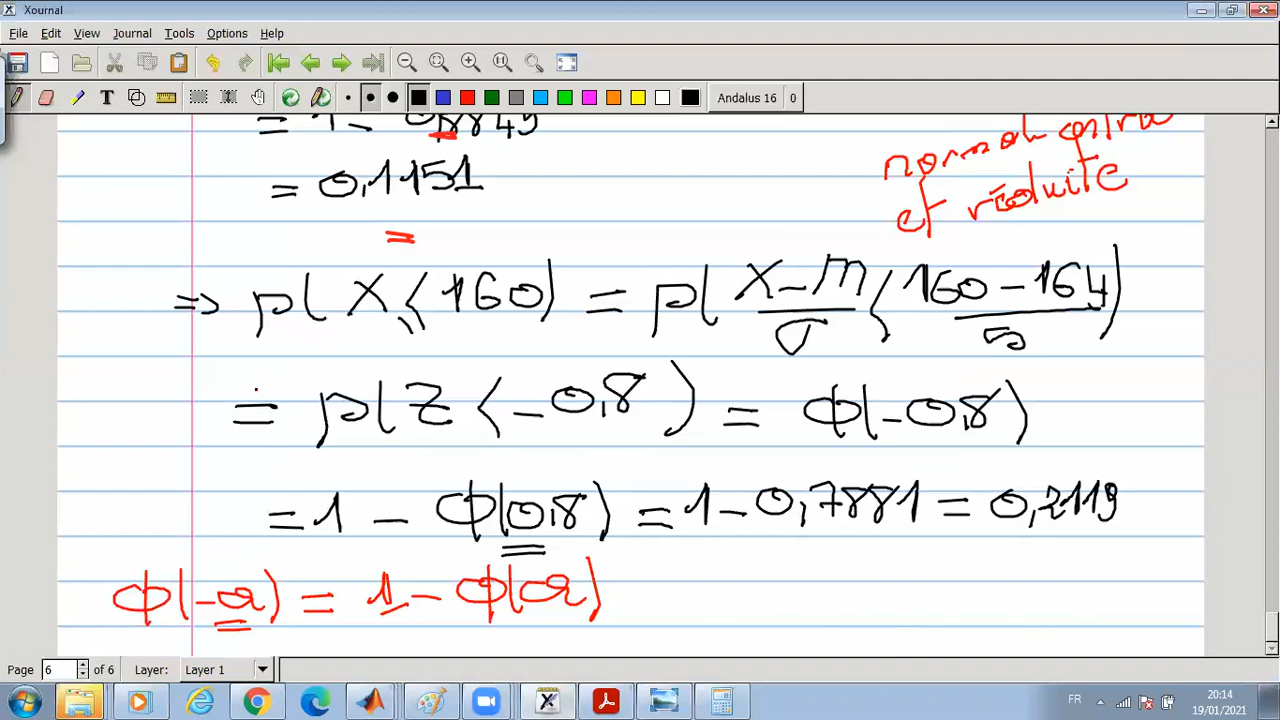 Xournal
File Edit View Journal Tools Options Help
Andalus 16 0
= 1 - 0,8849
= 0,1151
=
normale
et réduite
=> P(X ≤ 160) = P( (X - m)/σ < (160 - 164)/5 )
= P(Z < -0,8) = Φ(-0,8)
= 1 - Φ(0,8) = 1 - 0,7881 = 0,2119
Φ(-a) = 1 - Φ(a)
Page 6 of 6 Layer: Layer 1
FR 20:14
19/01/2021